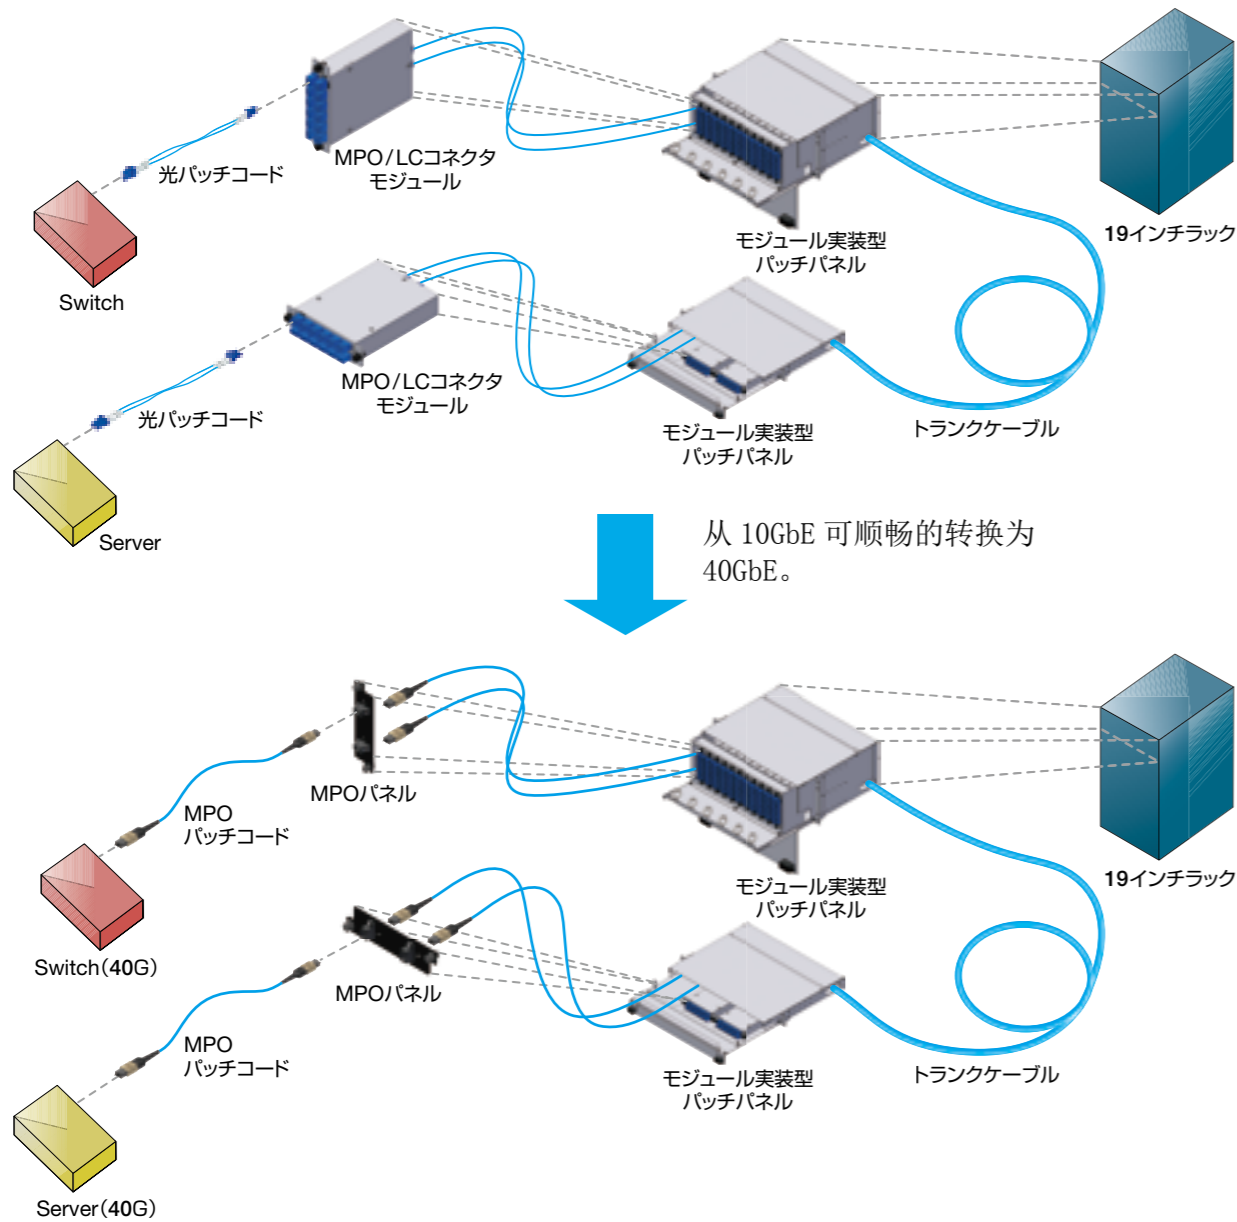 光パッチコード
MPO/LCコネクタ
モジュール
モジュール実装型
パッチパネル
19インチラック
Switch
光パッチコード
MPO/LCコネクタ
モジュール
モジュール実装型
パッチパネル
トランクケーブル
Server
从 10GbE 可顺畅的转换为
40GbE。
MPO
パッチコード
MPOパネル
モジュール実装型
パッチパネル
19インチラック
Switch(40G)
MPO
パッチコード
MPOパネル
モジュール実装型
パッチパネル
トランクケーブル
Server(40G)